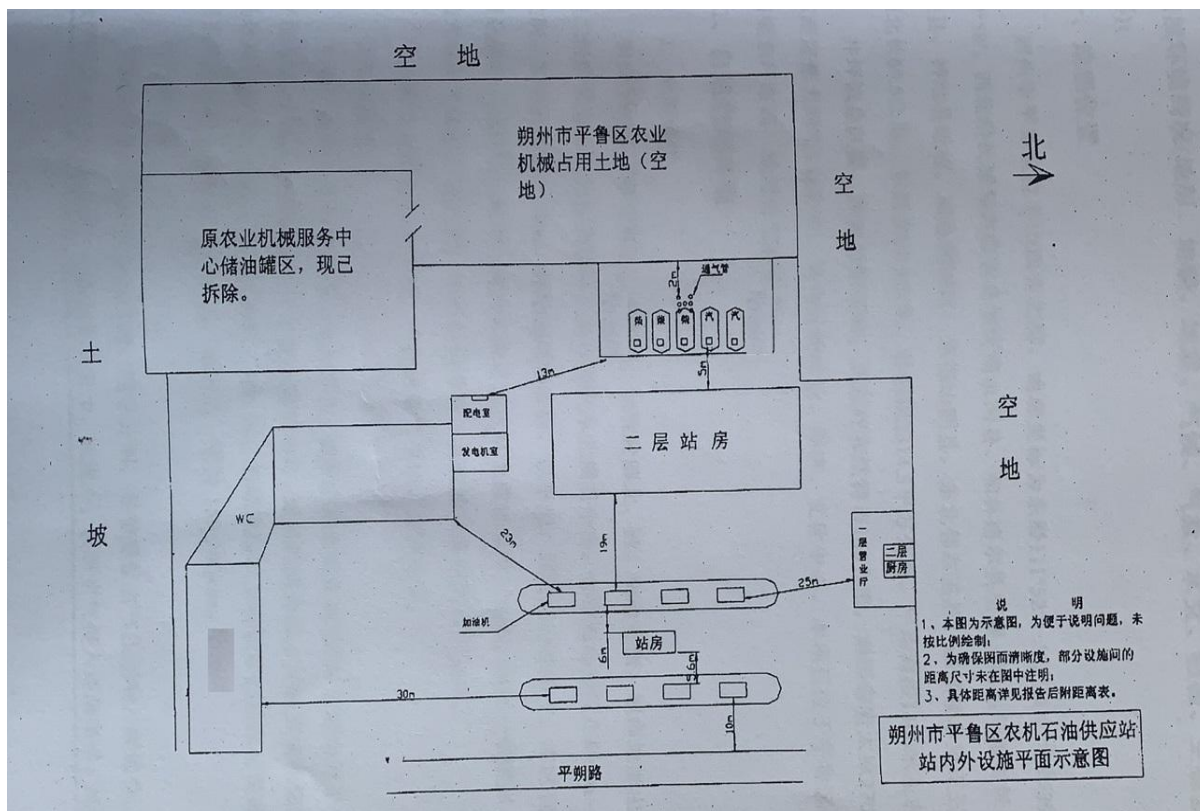 空 地
朔州市平鲁区农业
机械占用土地（空
地）
北
空
地
原农业机械服务中
心储油罐区，现已
拆除。
2m
通气管
柴
汽
汽
土
坡
13m
5m
配电室
发电机室
二层站房
空
地
WC
23m
19m
一层营业厅
二层
厨房
25m
加油机
站房
6m
5.6m
30m
10m
平朔路
说 明
1、本图为示意图，为便于说明问题，未
按比例绘制；
2、为确保图面清晰度，部分设施间的
距离尺寸未在图中注明；
3、具体距离详见报告后附距离表。
朔州市平鲁区农机石油供应站
站内外设施平面示意图